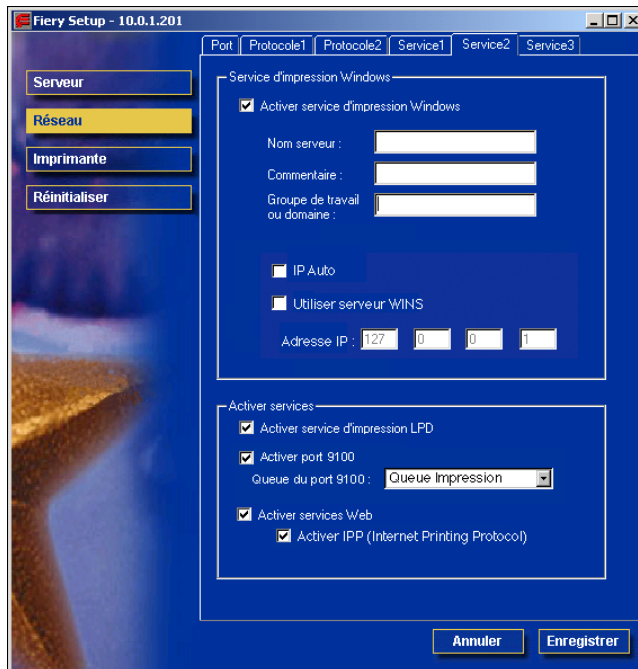 Fiery Setup - 10.0.1.201
Port
Protocole1
Protocole2
Service1
Service2
Service3
Serveur
Réseau
Imprimante
Réinitialiser
Service d'impression Windows
Activer service d'impression Windows
Nom serveur :
Commentaire :
Groupe de travail
ou domaine :
IP Auto
Utiliser serveur WINS
Adresse IP : 127 0 0 1
Activer services
Activer service d'impression LPD
Activer port 9100
Queue du port 9100 : Queue Impression
Activer services Web
Activer IPP (Internet Printing Protocol)
Annuler
Enregistrer